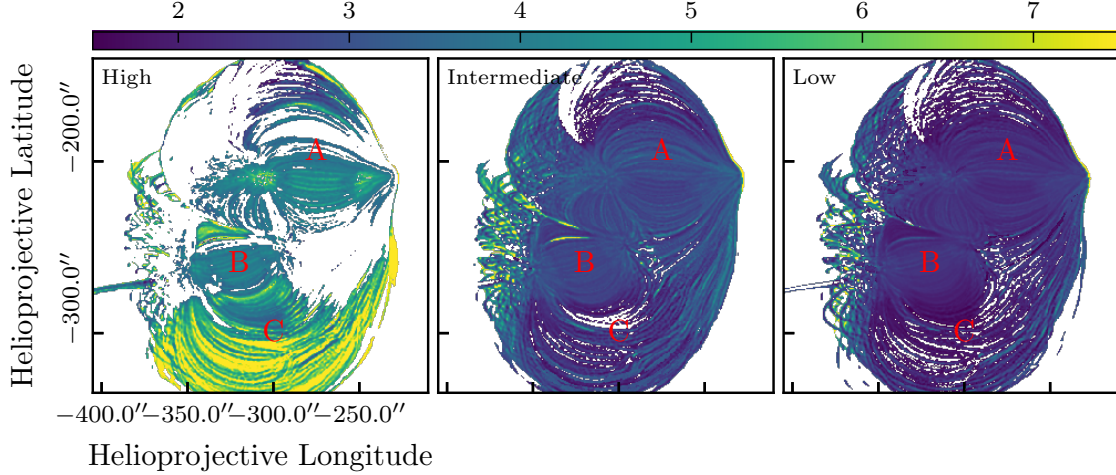 2 3 4 5 6 7
High Intermediate Low
A A A
B B B
C C C
−200.0′′
−300.0′′
Helioprojective Latitude
−400.0′′ −350.0′′ −300.0′′ −250.0′′
Helioprojective Longitude